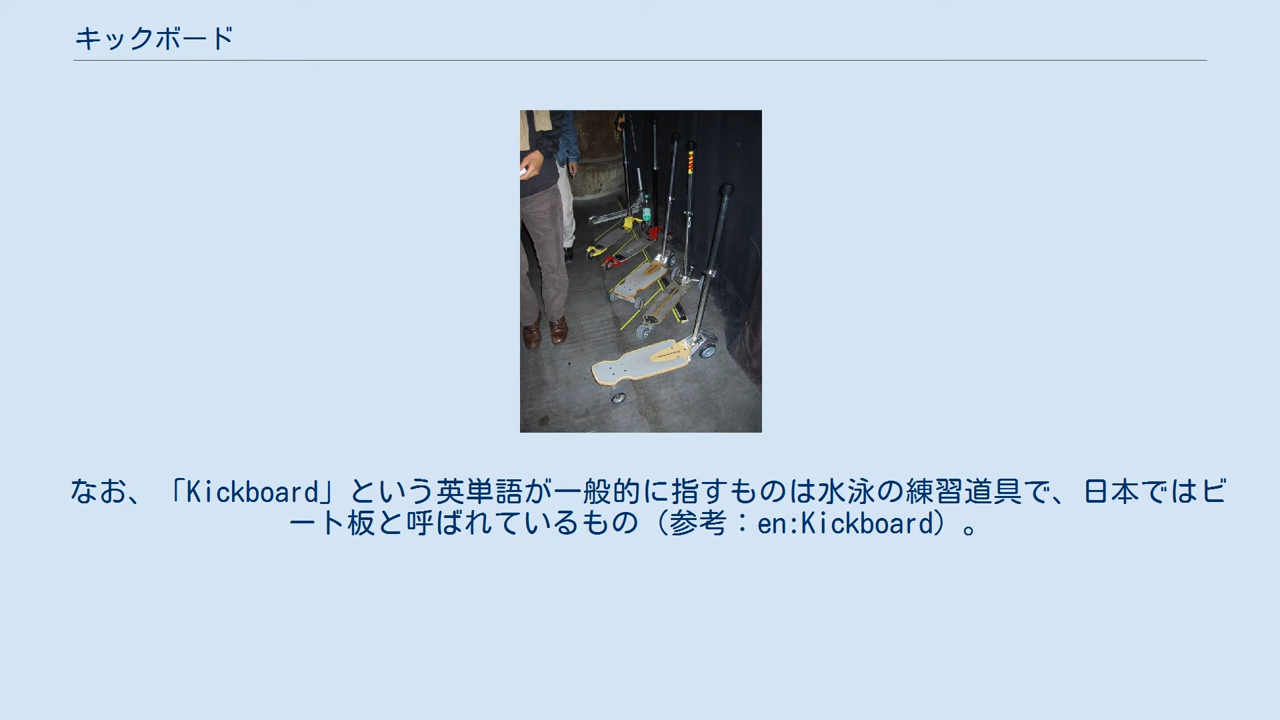 キックボード
なお、「Kickboard」という英単語が一般的に指すものは水泳の練習道具で、日本ではビ
ート板と呼ばれているもの（参考：en:Kickboard）。